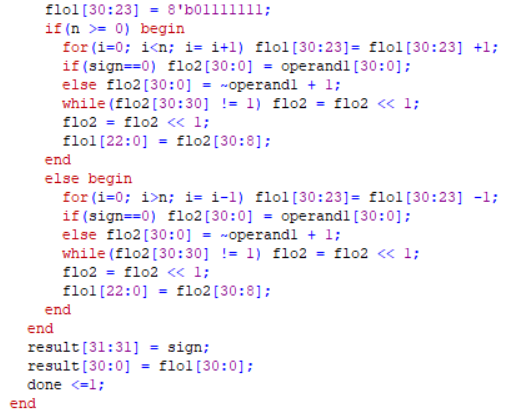 flo1[30:23] = 8'b01111111;
if(n >= 0) begin
for(i=0; i<n; i= i+1) flo1[30:23]= flo1[30:23] +1;
if(sign==0) flo2[30:0] = operand1[30:0];
else flo2[30:0] = ~operand1 + 1;
while(flo2[30:30] != 1) flo2 = flo2 << 1;
flo2 = flo2 << 1;
flo1[22:0] = flo2[30:8];
end
else begin
for(i=0; i>n; i= i-1) flo1[30:23]= flo1[30:23] -1;
if(sign==0) flo2[30:0] = operand1[30:0];
else flo2[30:0] = ~operand1 + 1;
while(flo2[30:30] != 1) flo2 = flo2 << 1;
flo2 = flo2 << 1;
flo1[22:0] = flo2[30:8];
end
end
result[31:31] = sign;
result[30:0] = flo1[30:0];
done <=1;
end